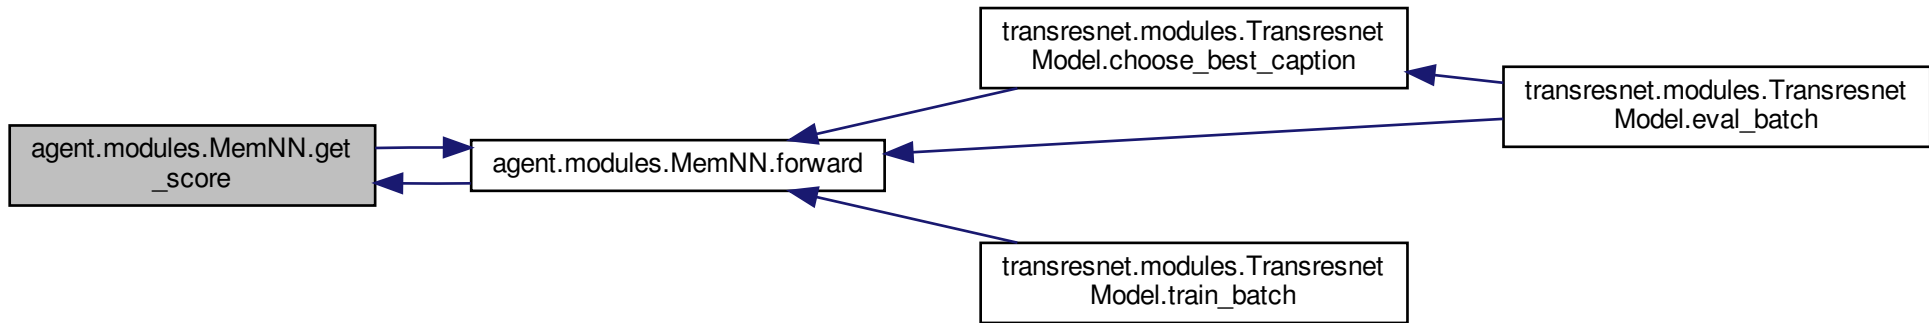 agent.modules.MemNN.get
_score
agent.modules.MemNN.forward
transresnet.modules.Transresnet
Model.choose_best_caption
transresnet.modules.Transresnet
Model.eval_batch
transresnet.modules.Transresnet
Model.train_batch